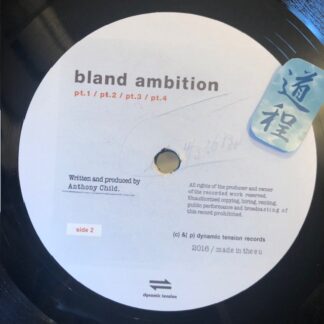 bland ambition
pt.1 / pt.2 / pt.3 / pt.4
道程
Written and produced by
Anthony Child.
All rights of the producer and owner
of the recorded work reserved.
Unauthorised copying, hiring, renting,
public performance and broadcasting of
this record prohibited.
side 2
(c) &| p) dynamic tension records
2016 / made in the eu
dynamic tension